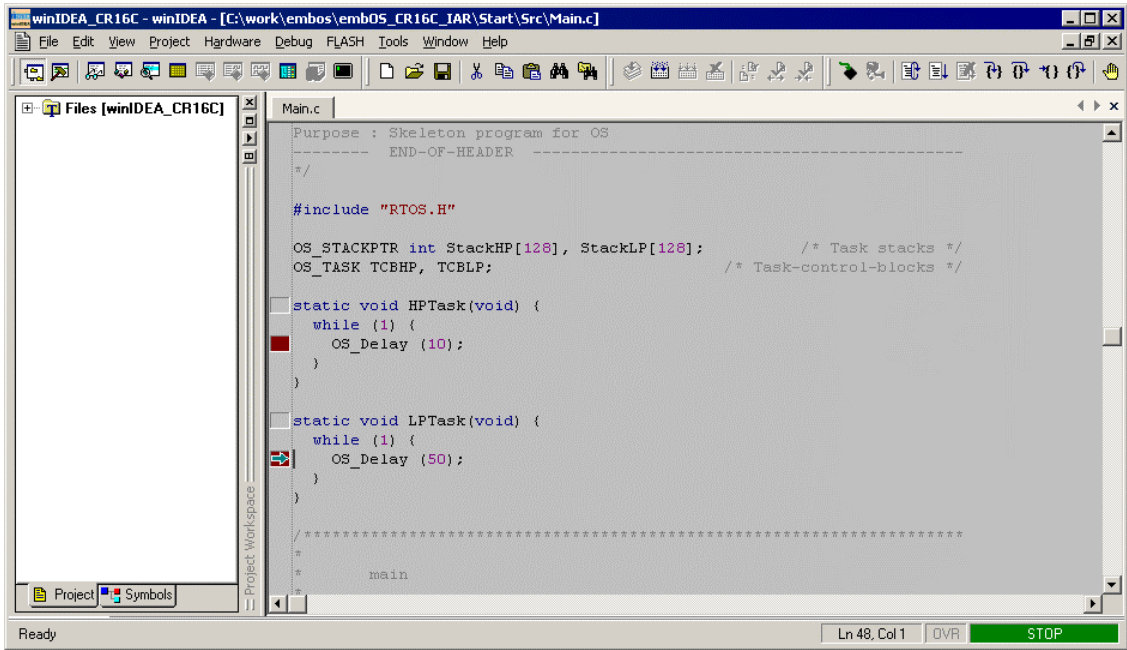 winIDEA_CR16C - winIDEA - [C:\work\embos\embOS_CR16C_IAR\Start\Src\Main.c]
File Edit View Project Hardware Debug FLASH Tools Window Help
Files [winIDEA_CR16C]
Main.c
Purpose : Skeleton program for OS
-------- END-OF-HEADER ---------------------------------------------
*/
#include "RTOS.H"
OS_STACKPTR int StackHP[128], StackLP[128]; /* Task stacks */
OS_TASK TCBHP, TCBLP; /* Task-control-blocks */
static void HPTask(void) {
while (1) {
OS_Delay (10);
}
}
static void LPTask(void) {
while (1) {
OS_Delay (50);
}
}
/*********************************************************************
*
* main
*
Project Workspace
Project Symbols
Ready Ln 48, Col 1 OVR STOP